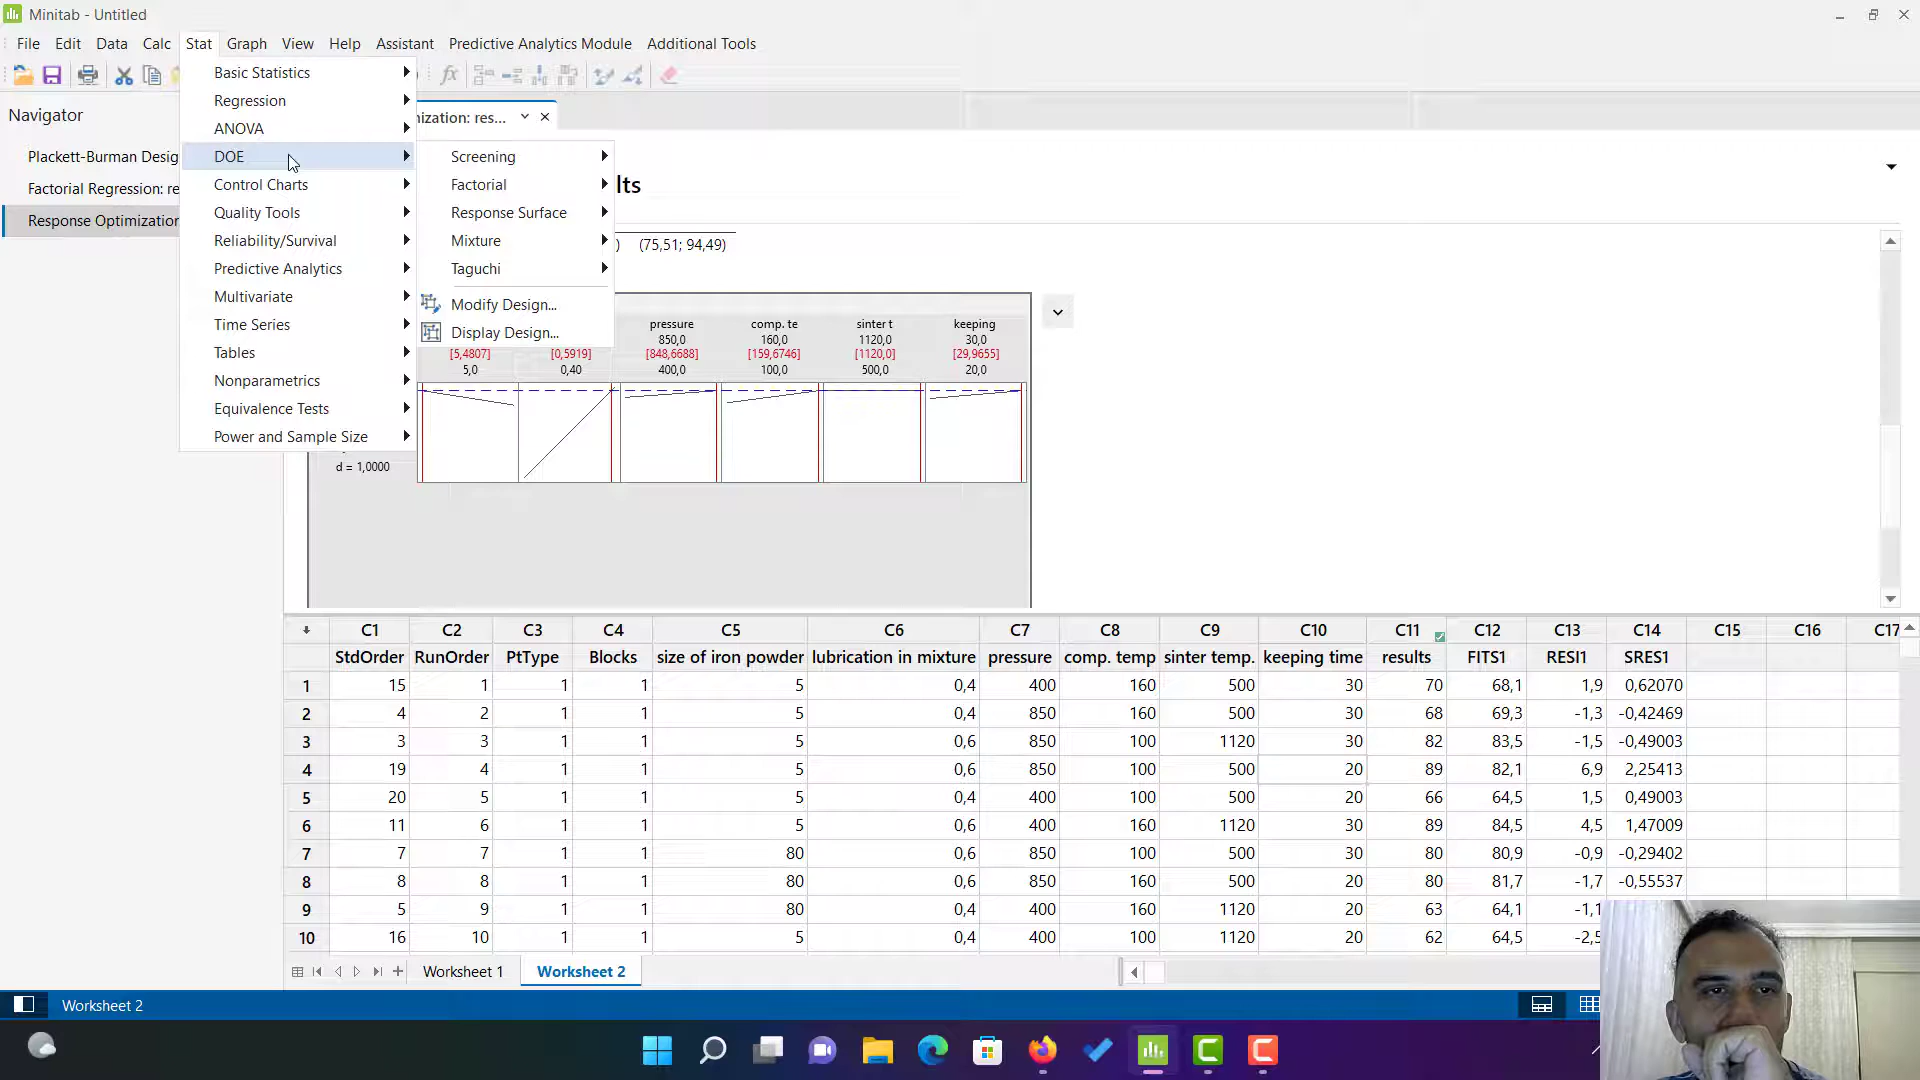 Minitab - Untitled
File Edit Data Calc Stat Graph View Help Assistant Predictive Analytics Module Additional Tools
Navigator
Plackett-Burman Desig
Factorial Regression: re
Response Optimization
Basic Statistics
Regression
ANOVA
DOE
Control Charts
Quality Tools
Reliability/Survival
Predictive Analytics
Multivariate
Time Series
Tables
Nonparametrics
Equivalence Tests
Power and Sample Size
Screening
Factorial
Response Surface
Mixture
Taguchi
Modify Design...
Display Design...
ization: res...
lts
) (75,51; 94,49)
pressure comp. te sinter t keeping
850,0 160,0 1120,0 30,0
[5,4807] [0,5919] [848,6688] [159,6746] [1120,0] [29,9655]
5,0 0,40 400,0 100,0 500,0 20,0
d = 1,0000
C1 C2 C3 C4 C5 C6 C7 C8 C9 C10 C11 C12 C13 C14 C15 C16 C17
StdOrder RunOrder PtType Blocks size of iron powder lubrication in mixture pressure comp. temp sinter temp. keeping time results FITS1 RESI1 SRES1
1 15 1 1 1 5 0,4 400 160 500 30 70 68,1 1,9 0,62070
2 4 2 1 1 5 0,4 850 160 500 30 68 69,3 -1,3 -0,42469
3 3 3 1 1 5 0,6 850 100 1120 30 82 83,5 -1,5 -0,49003
4 19 4 1 1 5 0,6 850 100 500 20 89 82,1 6,9 2,25413
5 20 5 1 1 5 0,4 400 100 500 20 66 64,5 1,5 0,49003
6 11 6 1 1 5 0,6 400 160 1120 30 89 84,5 4,5 1,47009
7 7 7 1 1 80 0,6 850 100 500 30 80 80,9 -0,9 -0,29402
8 8 8 1 1 80 0,6 850 160 500 20 80 81,7 -1,7 -0,55537
9 5 9 1 1 80 0,4 400 160 1120 20 63 64,1 -1,1
10 16 10 1 1 5 0,4 400 100 1120 20 62 64,5 -2,5
Worksheet 1 Worksheet 2
Worksheet 2